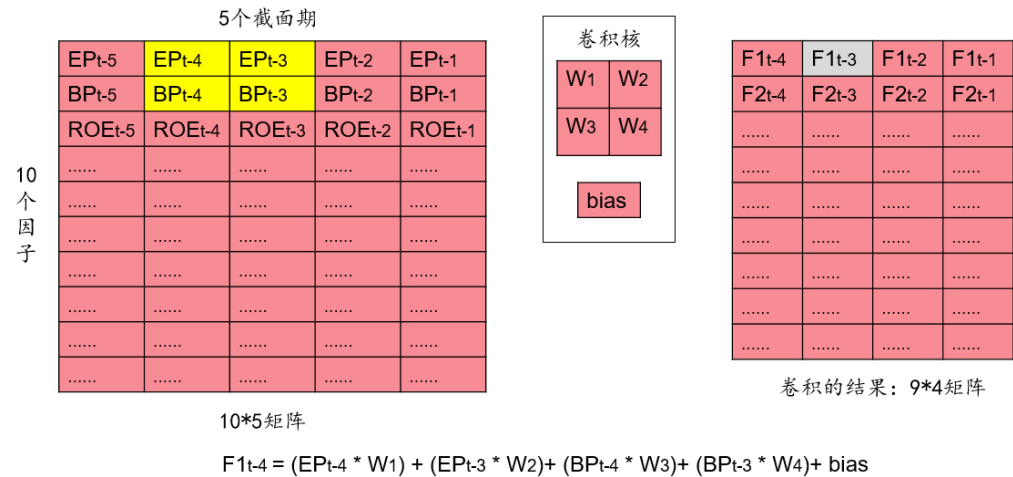 5个截面期
EPt-5 EPt-4 EPt-3 EPt-2 EPt-1
BPt-5 BPt-4 BPt-3 BPt-2 BPt-1
ROEt-5 ROEt-4 ROEt-3 ROEt-2 ROEt-1
...... ...... ...... ...... ......
...... ...... ...... ...... ......
...... ...... ...... ...... ......
...... ...... ...... ...... ......
...... ...... ...... ...... ......
...... ...... ...... ...... ......
...... ...... ...... ...... ......
10
个
因
子
10*5矩阵
卷积核
W1 W2
W3 W4
bias
F1t-4 F1t-3 F1t-2 F1t-1
F2t-4 F2t-3 F2t-2 F2t-1
...... ...... ...... ......
...... ...... ...... ......
...... ...... ...... ......
...... ...... ...... ......
...... ...... ...... ......
...... ...... ...... ......
...... ...... ...... ......
卷积的结果：9*4矩阵
F1t-4 = (EPt-4 * W1) + (EPt-3 * W2)+ (BPt-4 * W3)+ (BPt-3 * W4)+ bias